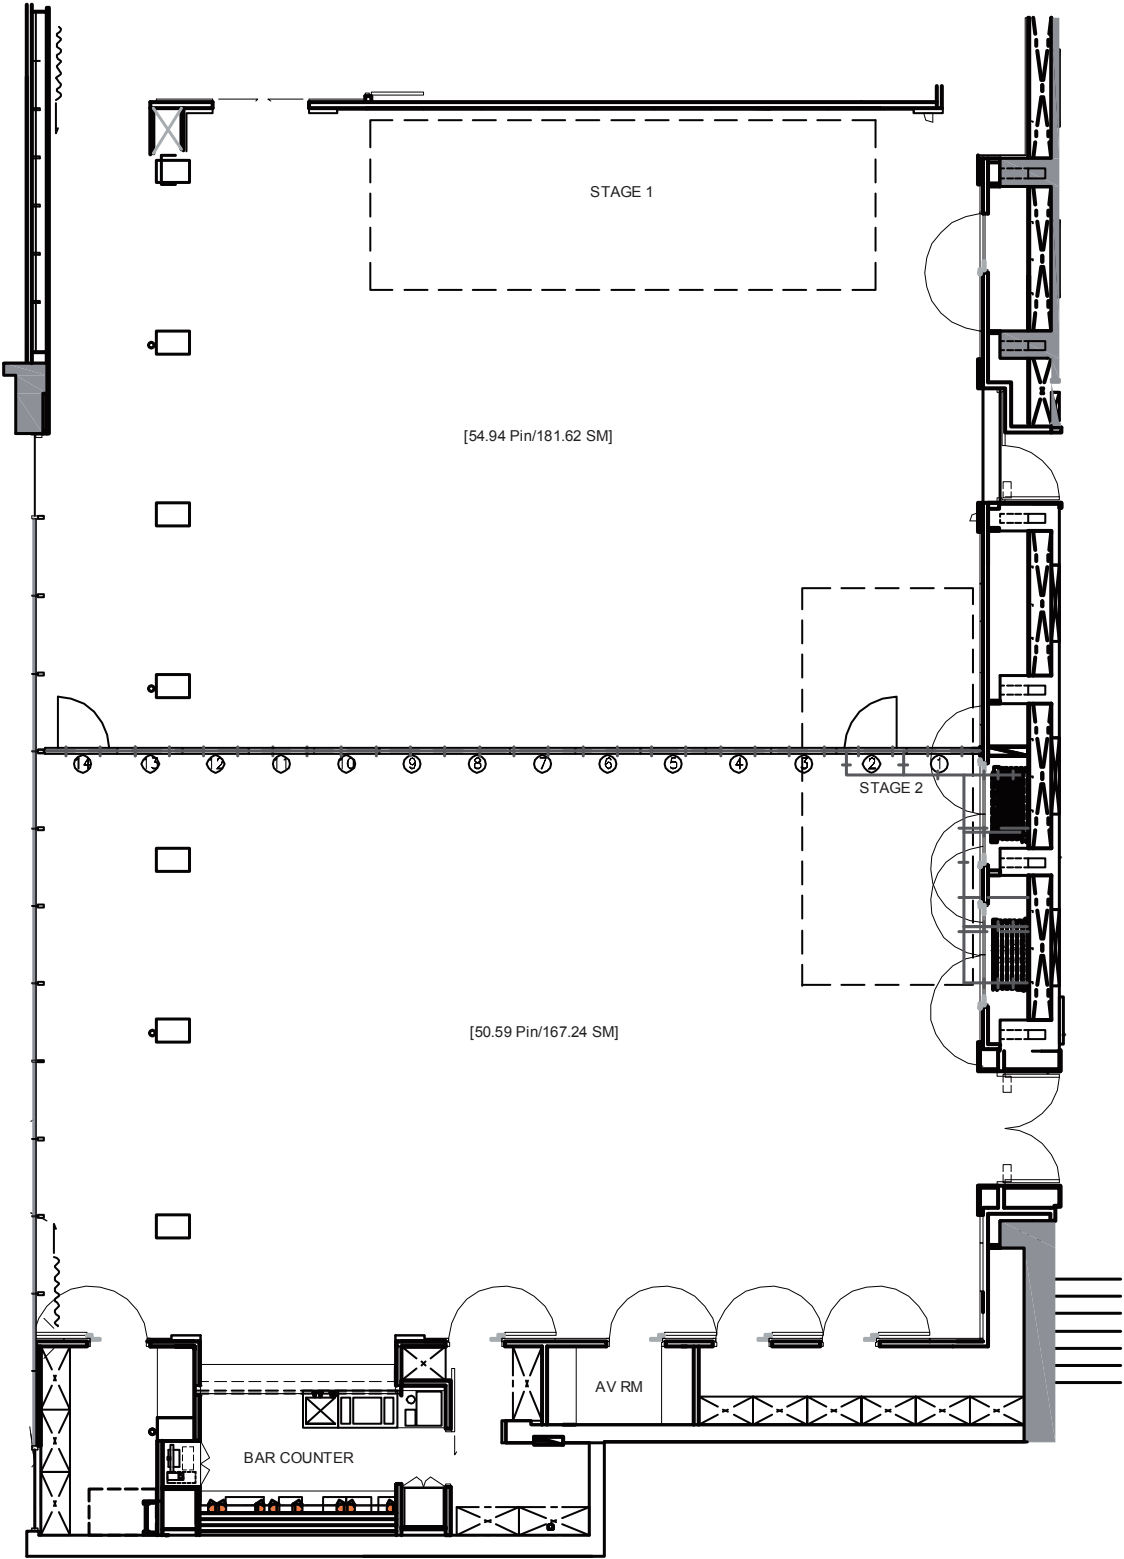 STAGE 1
[54.94 Pin/181.62 SM]
14 13 12 11 10 9 8 7 6 5 4 3 2 1
STAGE 2
[50.59 Pin/167.24 SM]
AV RM
BAR COUNTER